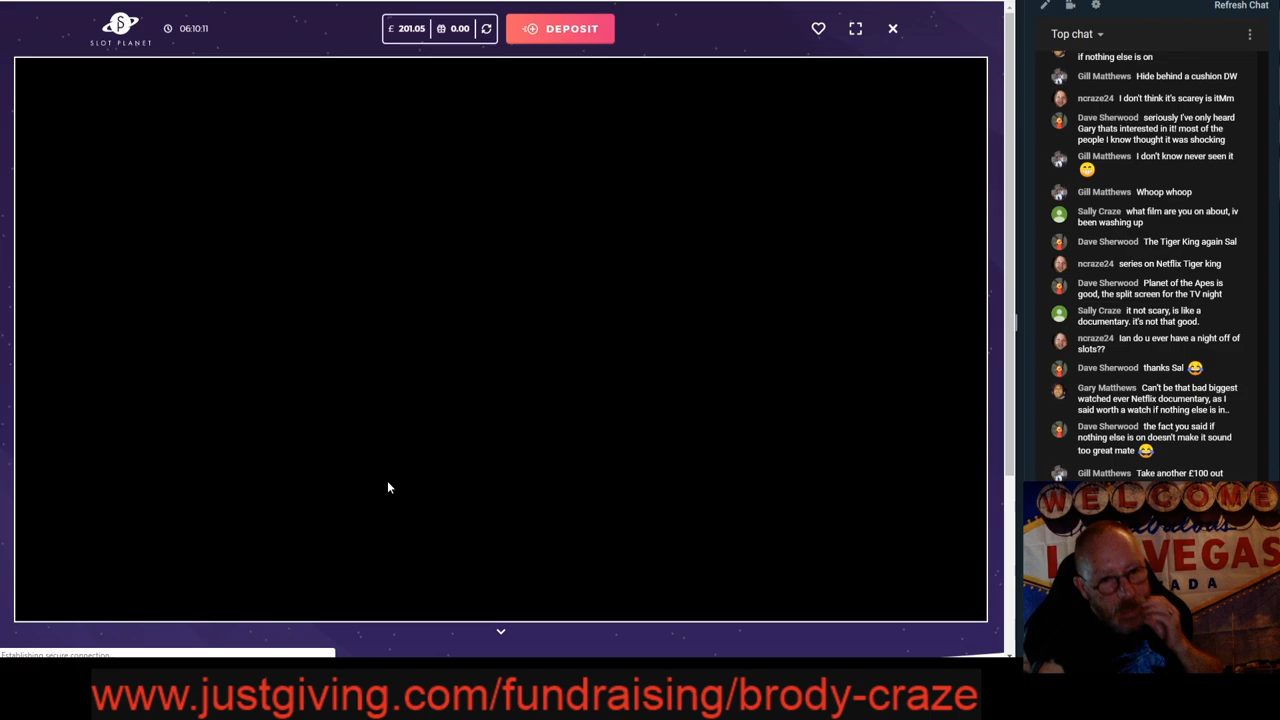 SLOT PLANET
06:10:11
£ 201.05
0.00
DEPOSIT
Refresh Chat
Top chat
if nothing else is on
Gill Matthews Hide behind a cushion DW
ncraze24 I don't think it's scarey is itMm
Dave Sherwood seriously I've only heard
Gary thats interested in it! most of the
people I know thought it was shocking
Gill Matthews I don't know never seen it
😁
Gill Matthews Whoop whoop
Sally Craze what film are you on about, iv
been washing up
Dave Sherwood The Tiger King again Sal
ncraze24 series on Netflix Tiger king
Dave Sherwood Planet of the Apes is
good, the split screen for the TV night
Sally Craze it not scary, is like a
documentary. it's not that good.
ncraze24 Ian do u ever have a night off of
slots??
Dave Sherwood thanks Sal 😂
Gary Matthews Can't be that bad biggest
watched ever Netflix documentary, as I
said worth a watch if nothing else is in..
Dave Sherwood the fact you said if
nothing else is on doesn't make it sound
too great mate 😂
Gill Matthews Take another £100 out
WELCOME
VEGAS
ADA
Establishing secure connection
www.justgiving.com/fundraising/brody-craze